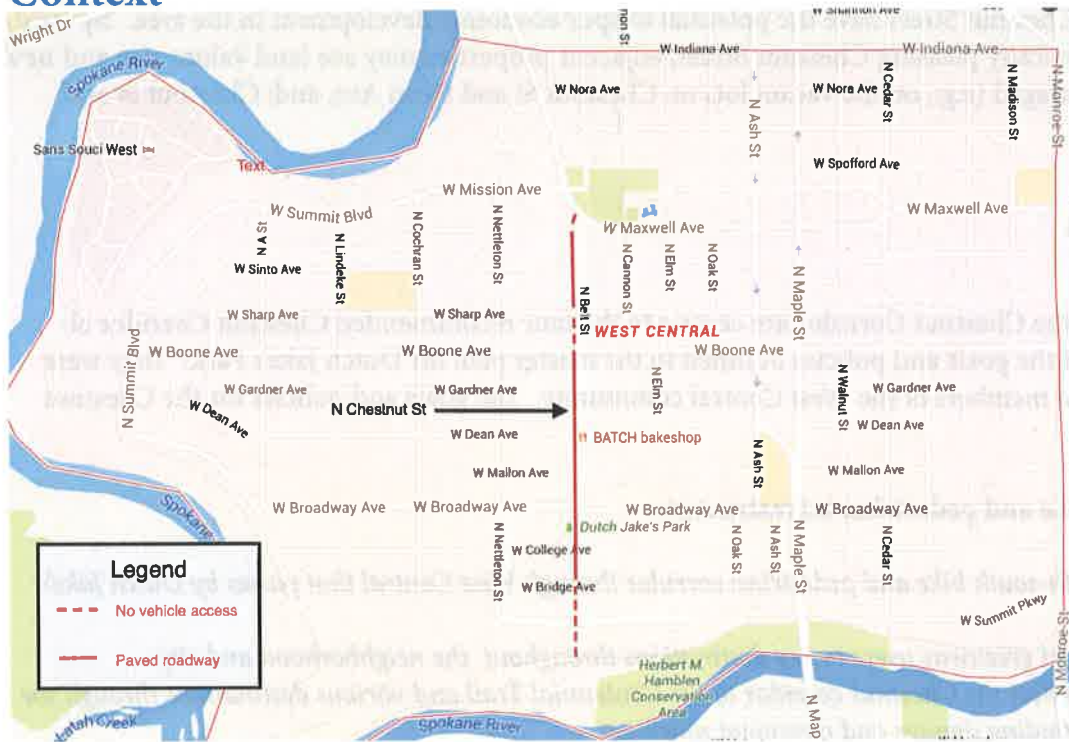 Context
Wright Dr
Spokane River
Sans Souci West
Text
W Indiana Ave
W Indiana Ave
W Nora Ave
W Nora Ave
N Cedar St
N Madison St
N Monroe St
N Ash St
W Spofford Ave
W Mission Ave
W Summit Blvd
N A St
W Sinto Ave
N Lindeke St
N Cochran St
N Nettleton St
W Maxwell Ave
W Maxwell Ave
N Cannon St
N Elm St
N Oak St
N Maple St
N Belt St
WEST CENTRAL
W Sharp Ave
W Sharp Ave
N Summit Blvd
W Boone Ave
W Boone Ave
W Boone Ave
W Gardner Ave
W Gardner Ave
N Elm St
N Walnut St
W Gardner Ave
N Chestnut St
W Dean Ave
W Dean Ave
BATCH bakeshop
W Dean Ave
W Mallon Ave
N Ash St
W Mallon Ave
W Broadway Ave
W Broadway Ave
W Broadway Ave
W Broadway Ave
Spokane
Dutch Jake's Park
N Nettleton St
W College Ave
N Oak St
N Ash St
N Maple St
N Cedar St
W Bridge Ave
W Summit Pkwy
Legend
No vehicle access
Paved roadway
Herbert M
Hamblen
Conservation
Area
N Map
Spokane River
atah Creek